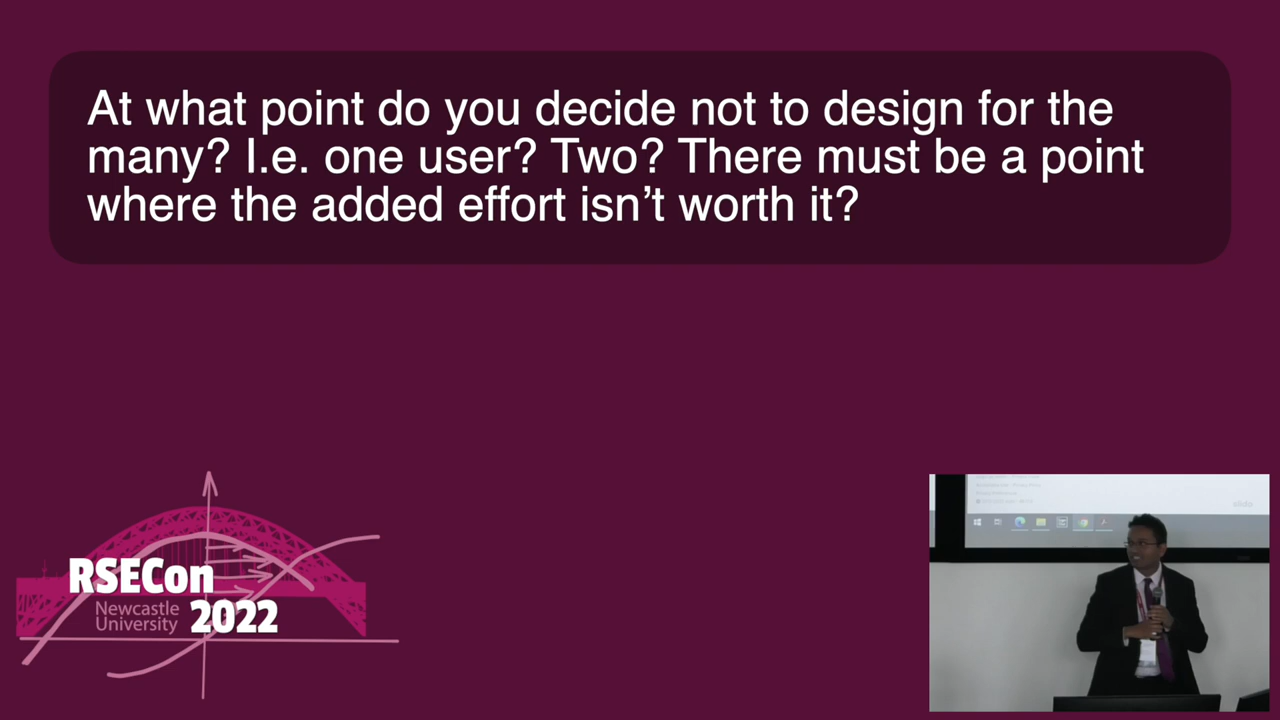 At what point do you decide not to design for the
many? I.e. one user? Two? There must be a point
where the added effort isn't worth it?
RSECon
Newcastle
University
2022
slido